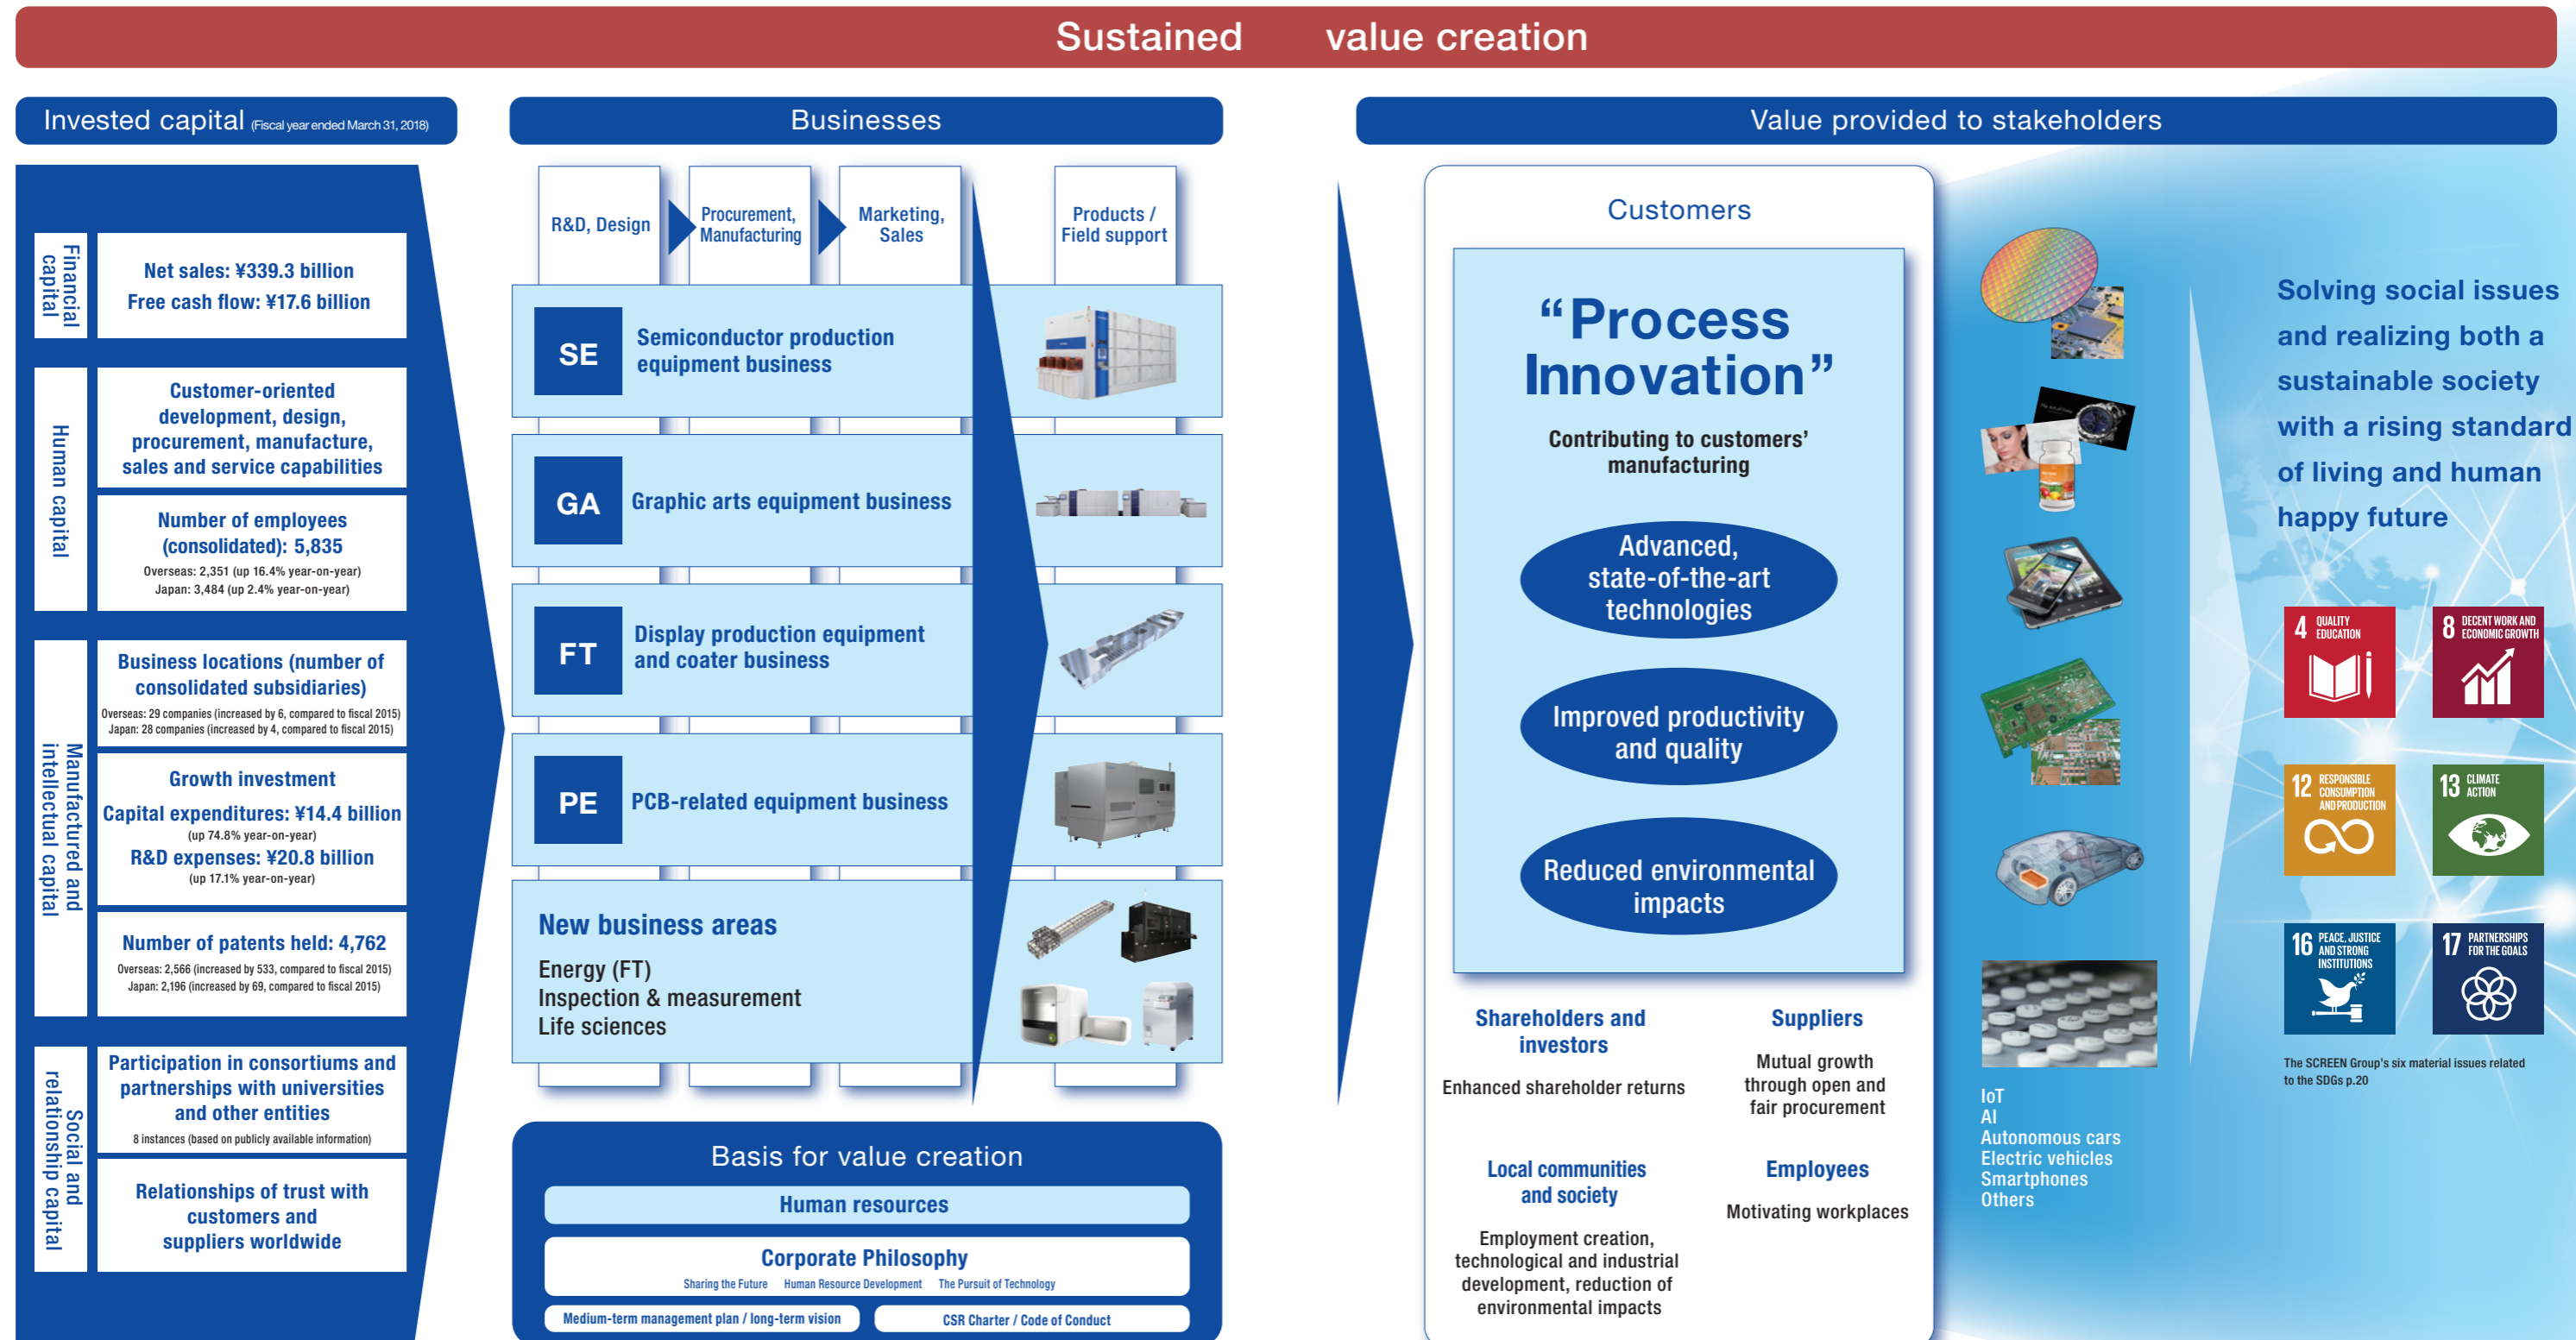 Sustained value creation
Invested capital (Fiscal year ended March 31, 2018)
Financial
capital
Net sales: ¥339.3 billion
Free cash flow: ¥17.6 billion
Human capital
Customer-oriented
development, design,
procurement, manufacture,
sales and service capabilities
Number of employees
(consolidated): 5,835
Overseas: 2,351 (up 16.4% year-on-year)
Japan: 3,484 (up 2.4% year-on-year)
Manufactured and
intellectual capital
Business locations (number of
consolidated subsidiaries)
Overseas: 29 companies (increased by 6, compared to fiscal 2015)
Japan: 28 companies (increased by 4, compared to fiscal 2015)
Growth investment
Capital expenditures: ¥14.4 billion
(up 74.8% year-on-year)
R&D expenses: ¥20.8 billion
(up 17.1% year-on-year)
Number of patents held: 4,762
Overseas: 2,566 (increased by 533, compared to fiscal 2015)
Japan: 2,196 (increased by 69, compared to fiscal 2015)
Social and
relationship capital
Participation in consortiums and
partnerships with universities
and other entities
8 instances (based on publicly available information)
Relationships of trust with
customers and
suppliers worldwide
Businesses
R&D, Design
Procurement,
Manufacturing
Marketing,
Sales
Products /
Field support
SE
Semiconductor production
equipment business
GA
Graphic arts equipment business
FT
Display production equipment
and coater business
PE
PCB-related equipment business
New business areas
Energy (FT)
Inspection & measurement
Life sciences
Basis for value creation
Human resources
Corporate Philosophy
Sharing the Future Human Resource Development The Pursuit of Technology
Medium-term management plan / long-term vision
CSR Charter / Code of Conduct
Value provided to stakeholders
Customers
“Process
Innovation”
Contributing to customers’
manufacturing
Advanced,
state-of-the-art
technologies
Improved productivity
and quality
Reduced environmental
impacts
Shareholders and
investors
Enhanced shareholder returns
Suppliers
Mutual growth
through open and
fair procurement
Local communities
and society
Employment creation,
technological and industrial
development, reduction of
environmental impacts
Employees
Motivating workplaces
IoT
AI
Autonomous cars
Electric vehicles
Smartphones
Others
Solving social issues
and realizing both a
sustainable society
with a rising standard
of living and human
happy future
4 QUALITY
EDUCATION
8 DECENT WORK AND
ECONOMIC GROWTH
12 RESPONSIBLE
CONSUMPTION
AND PRODUCTION
13 CLIMATE
ACTION
16 PEACE, JUSTICE
AND STRONG
INSTITUTIONS
17 PARTNERSHIPS
FOR THE GOALS
The SCREEN Group's six material issues related
to the SDGs p.20